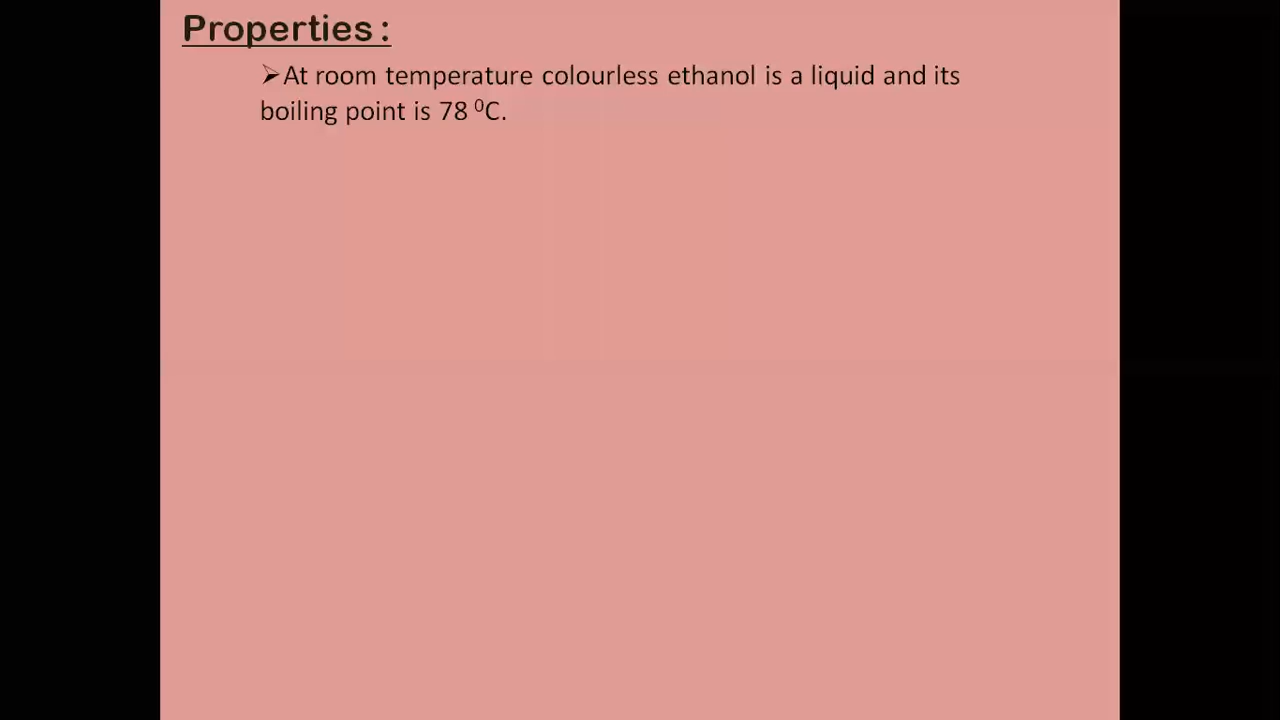 Properties :
➢At room temperature colourless ethanol is a liquid and its
boiling point is 78 ⁰C.